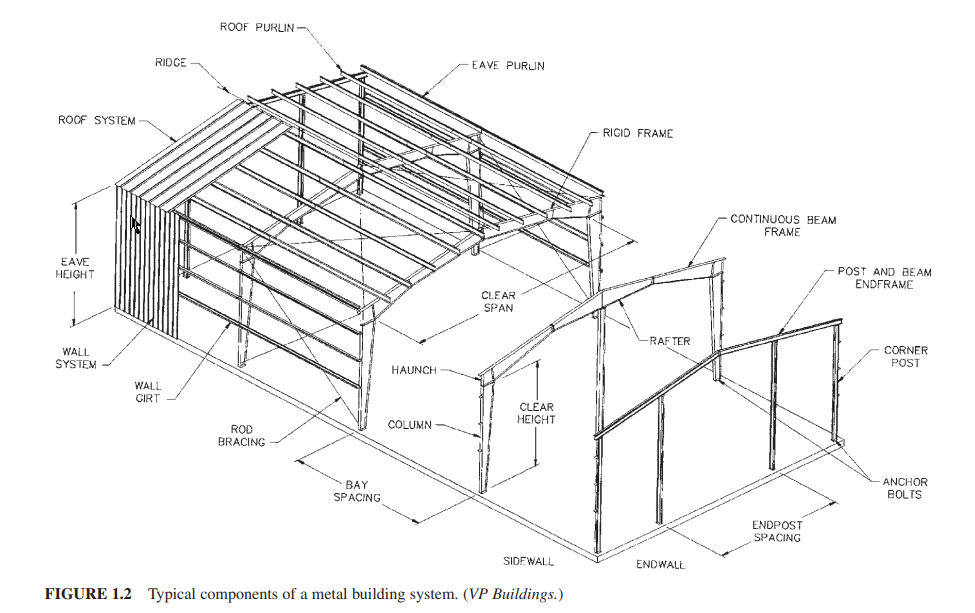 ROOF PURLIN
RIDGE
EAVE PURLIN
ROOF SYSTEM
RIGID FRAME
CONTINUOUS BEAM
FRAME
EAVE
HEIGHT
POST AND BEAM
ENDFRAME
CLEAR
SPAN
RAFTER
WALL
SYSTEM
CORNER
POST
HAUNCH
WALL
GIRT
CLEAR
HEIGHT
ROD
BRACING
COLUMN
BAY
SPACING
ANCHOR
BOLTS
ENDPOST
SPACING
SIDEWALL
ENDWALL
FIGURE 1.2 Typical components of a metal building system. (VP Buildings.)